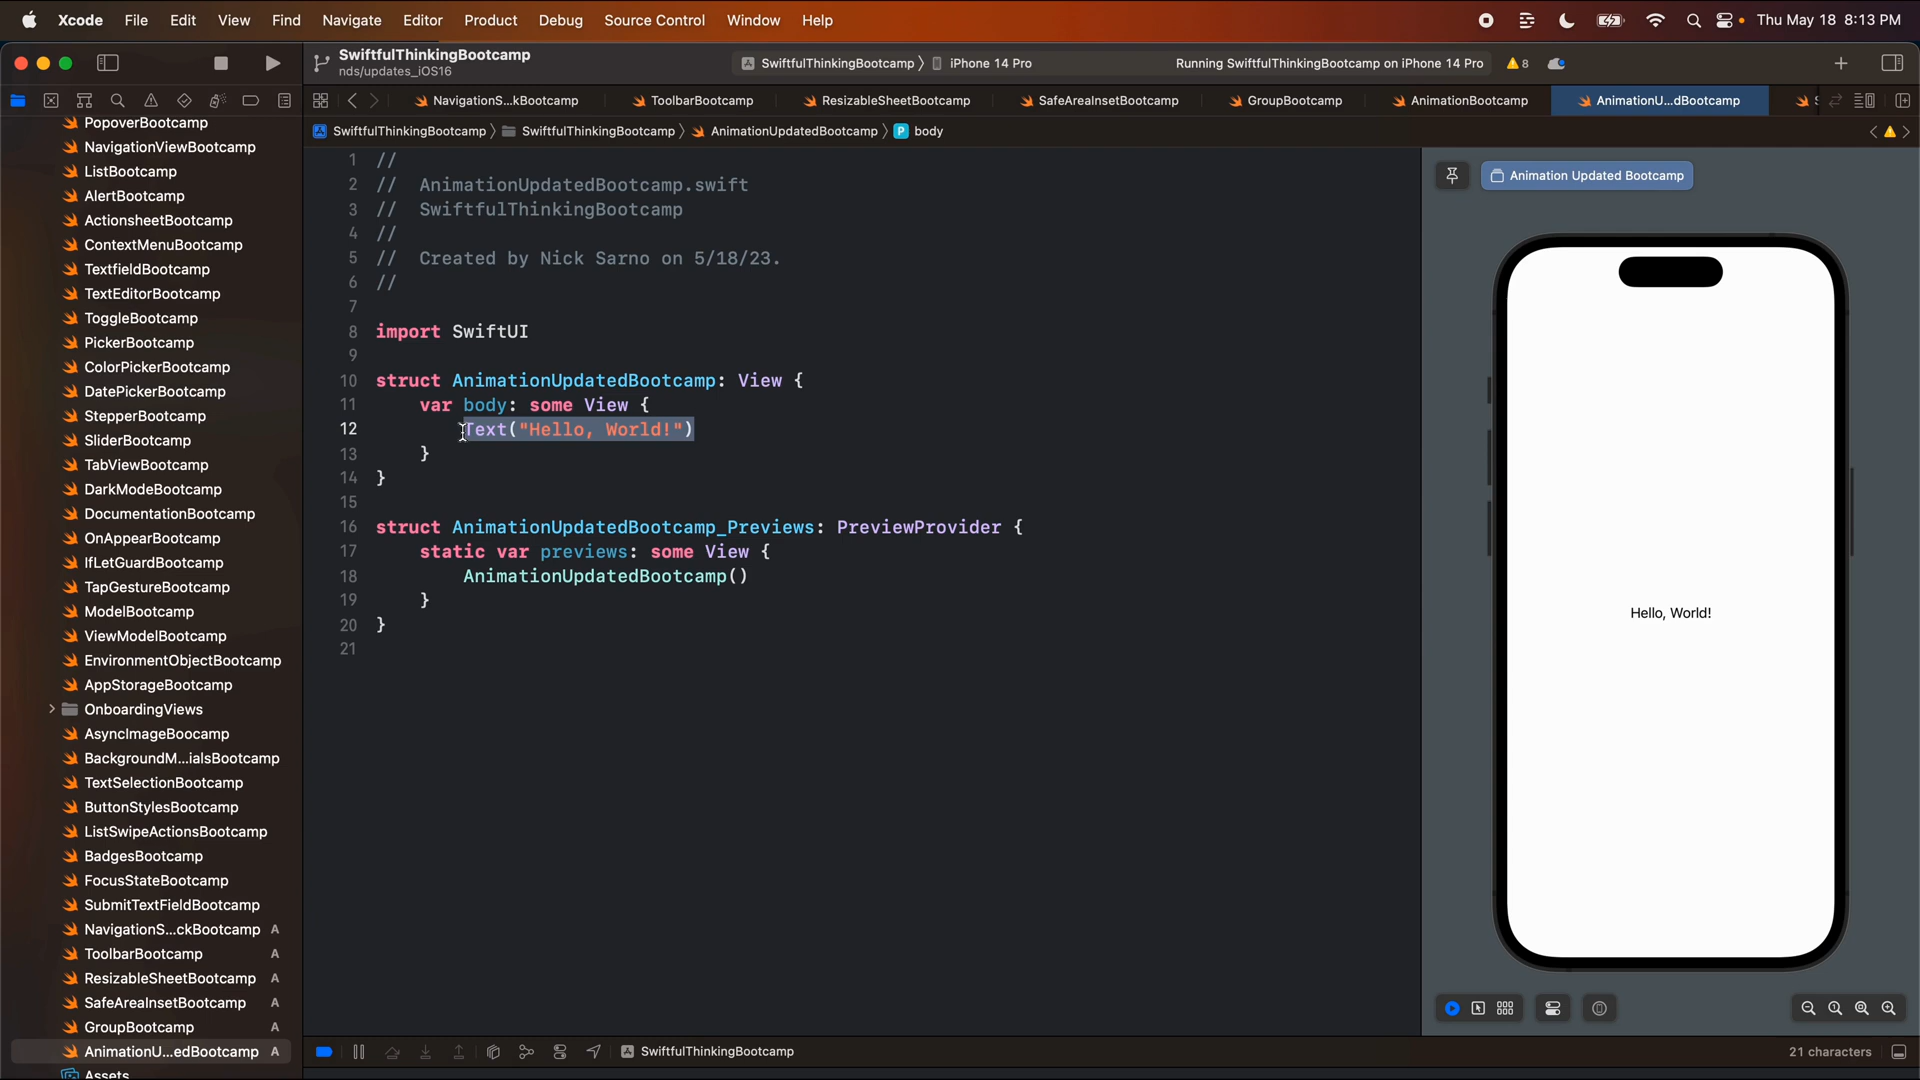 Xcode File Edit View Find Navigate Editor Product Debug Source Control Window Help Thu May 18 8:13 PM
SwiftfulThinkingBootcamp
nds/updates_iOS16
SwiftfulThinkingBootcamp iPhone 14 Pro Running SwiftfulThinkingBootcamp on iPhone 14 Pro 8
NavigationS...kBootcamp ToolbarBootcamp ResizableSheetBootcamp SafeAreaInsetBootcamp GroupBootcamp AnimationBootcamp AnimationU...dBootcamp
SwiftfulThinkingBootcamp SwiftfulThinkingBootcamp AnimationUpdatedBootcamp body
PopoverBootcamp
NavigationViewBootcamp
ListBootcamp
AlertBootcamp
ActionsheetBootcamp
ContextMenuBootcamp
TextfieldBootcamp
TextEditorBootcamp
ToggleBootcamp
PickerBootcamp
ColorPickerBootcamp
DatePickerBootcamp
StepperBootcamp
SliderBootcamp
TabViewBootcamp
DarkModeBootcamp
DocumentationBootcamp
OnAppearBootcamp
IfLetGuardBootcamp
TapGestureBootcamp
ModelBootcamp
ViewModelBootcamp
EnvironmentObjectBootcamp
AppStorageBootcamp
OnboardingViews
AsyncImageBoocamp
BackgroundM...ialsBootcamp
TextSelectionBootcamp
ButtonStylesBootcamp
ListSwipeActionsBootcamp
BadgesBootcamp
FocusStateBootcamp
SubmitTextFieldBootcamp
NavigationS...ckBootcamp A
ToolbarBootcamp A
ResizableSheetBootcamp A
SafeAreaInsetBootcamp A
GroupBootcamp A
AnimationU...edBootcamp A
Assets
1 //
2 // AnimationUpdatedBootcamp.swift
3 // SwiftfulThinkingBootcamp
4 //
5 // Created by Nick Sarno on 5/18/23.
6 //
7
8 import SwiftUI
9
10 struct AnimationUpdatedBootcamp: View {
11 var body: some View {
12 Text("Hello, World!")
13 }
14 }
15
16 struct AnimationUpdatedBootcamp_Previews: PreviewProvider {
17 static var previews: some View {
18 AnimationUpdatedBootcamp()
19 }
20 }
21
Animation Updated Bootcamp
Hello, World!
SwiftfulThinkingBootcamp 21 characters